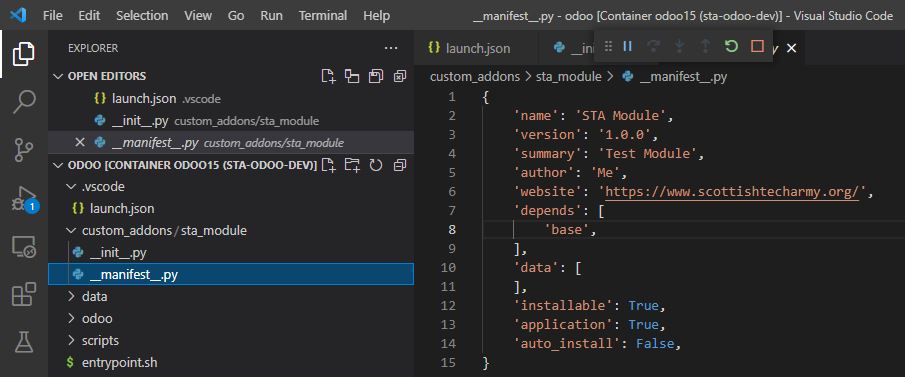 File Edit Selection View Go Run Terminal Help __manifest__.py - odoo [Container odoo15 (sta-odoo-dev)] - Visual Studio Code
EXPLORER
OPEN EDITORS
launch.json .vscode
__init__.py custom_addons/sta_module
__manifest__.py custom_addons/sta_module
ODOO [CONTAINER ODOO15 (STA-ODOO-DEV)]
.vscode
launch.json
custom_addons / sta_module
__init__.py
__manifest__.py
data
odoo
scripts
$ entrypoint.sh
1
launch.json
custom_addons > sta_module > __manifest__.py
1 {
2 'name': 'STA Module',
3 'version': '1.0.0',
4 'summary': 'Test Module',
5 'author': 'Me',
6 'website': 'https://www.scottishtecharmy.org/',
7 'depends': [
8 'base',
9 ],
10 'data': [
11 ],
12 'installable': True,
13 'application': True,
14 'auto_install': False,
15 }